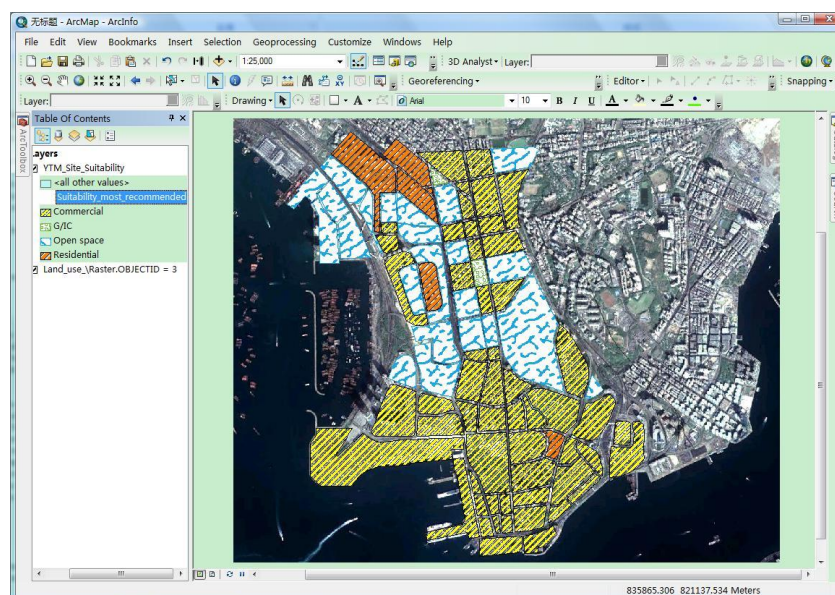 无标题 - ArcMap - ArcInfo
File Edit View Bookmarks Insert Selection Geoprocessing Customize Windows Help
1:25,000
3D Analyst Layer:
Georeferencing
Editor
Snapping
Layer:
Drawing
A
Arial
10
B I U A
Table Of Contents
ArcToolbox
ayers
YTM_Site_Suitability
<all other values>
Suitability_most_recommended
Commercial
G/IC
Open space
Residential
Land_use_\Raster.OBJECTID = 3
835865.306 821137.534 Meters